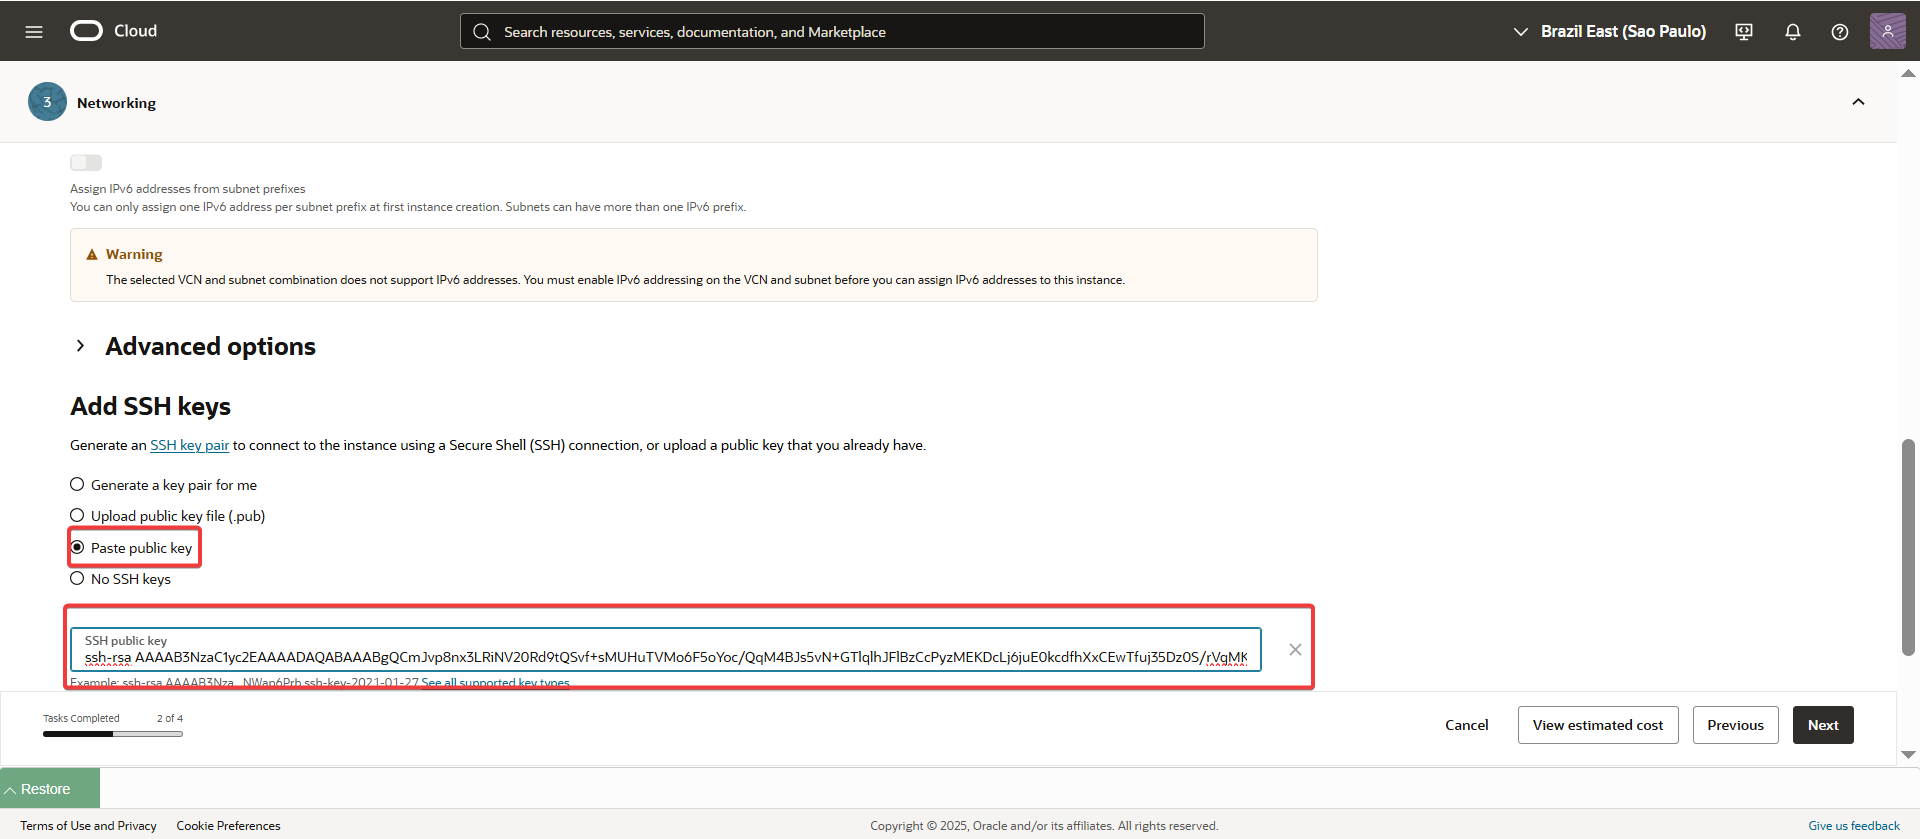 Cloud
Search resources, services, documentation, and Marketplace
Brazil East (Sao Paulo)
3 Networking
Assign IPv6 addresses from subnet prefixes
You can only assign one IPv6 address per subnet prefix at first instance creation. Subnets can have more than one IPv6 prefix.
Warning
The selected VCN and subnet combination does not support IPv6 addresses. You must enable IPv6 addressing on the VCN and subnet before you can assign IPv6 addresses to this instance.
Advanced options
Add SSH keys
Generate an SSH key pair to connect to the instance using a Secure Shell (SSH) connection, or upload a public key that you already have.
Generate a key pair for me
Upload public key file (.pub)
Paste public key
No SSH keys
SSH public key
ssh-rsa AAAAB3NzaC1yc2EAAAADAQABAAABgQCmJvp8nx3LRiNV20Rd9tQSvf+sMUHuTVMo6F5oYoc/QqM4BJs5vN+GTlqlhJFlBzCcPyzMEKDcLj6juE0kcdfhXxCEwTfuj35Dz0S/rVqMK
Example: ssh-rsa AAAAB3Nza...NWap6Prh ssh-key-2021-01-27 See all supported key types
Tasks Completed 2 of 4
Cancel
View estimated cost
Previous
Next
Restore
Terms of Use and Privacy
Cookie Preferences
Copyright © 2025, Oracle and/or its affiliates. All rights reserved.
Give us feedback